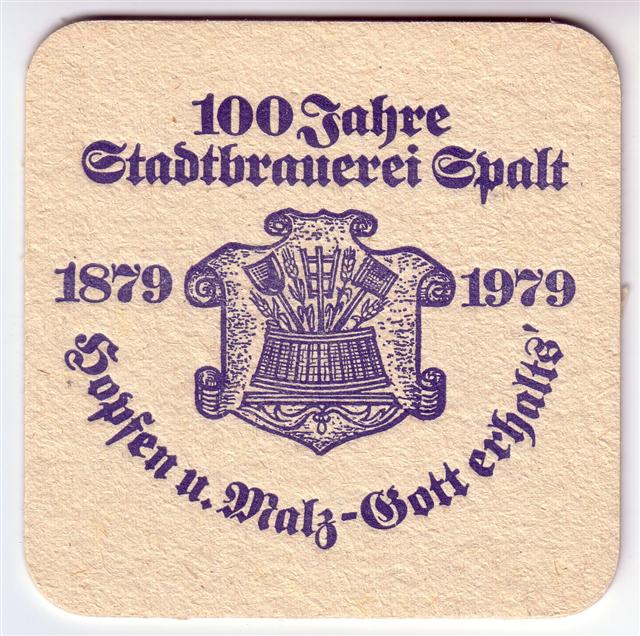 100 Jahre
Stadtbrauerei Spalt
1879 1979
Hopfen u. Malz-Gott erhalts'